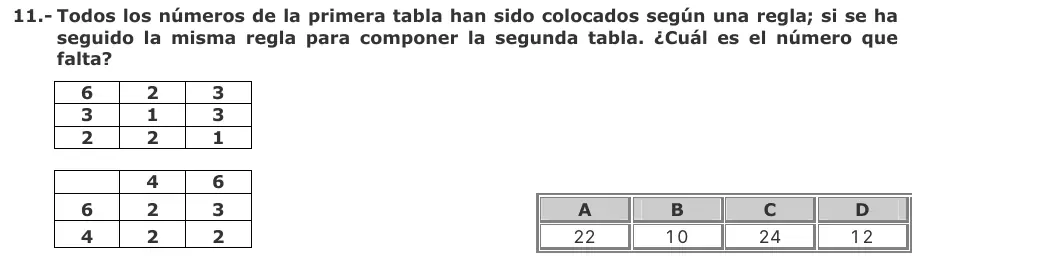 11.- Todos los números de la primera tabla han sido colocados según una regla; si se ha
seguido la misma regla para componer la segunda tabla. ¿Cuál es el número que
falta?
6 2 3
3 1 3
2 2 1
4 6
6 2 3
4 2 2
A B C D
22 10 24 12